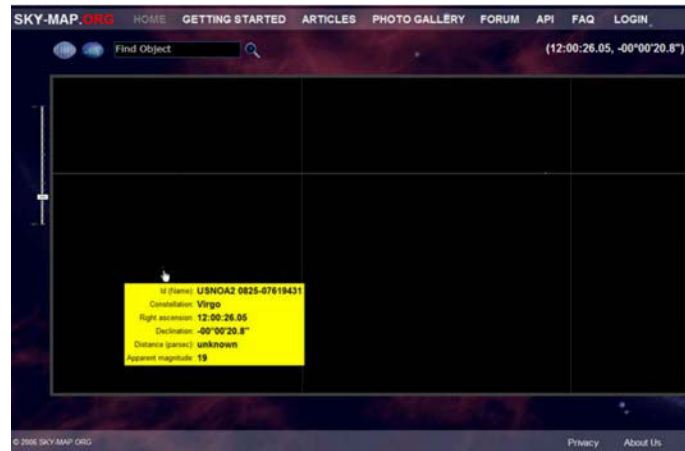 SKY-MAP.ORG HOME GETTING STARTED ARTICLES PHOTO GALLERY FORUM API FAQ LOGIN
Find Object (12:00:26.05, -00°00'20.8")
Id (Name): USNOA2 0825-07619431
Constellation: Virgo
Right ascension: 12:00:26.05
Declination: -00°00'20.8"
Distance (parsec): unknown
Apparent magnitude: 19
© 2006 SKY-MAP.ORG Privacy About Us